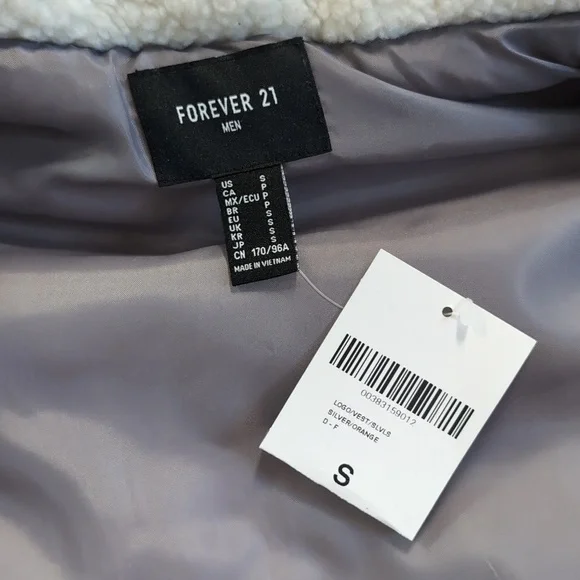 FOREVER 21
MEN
US S
CA P
MX/ECU P
BR P
EU S
UK S
KR S
JP S
CN 170/96A
MADE IN VIETNAM
00383159012
LOGO/VEST/SLVLS
SILVER/ORANGE
D - F
S